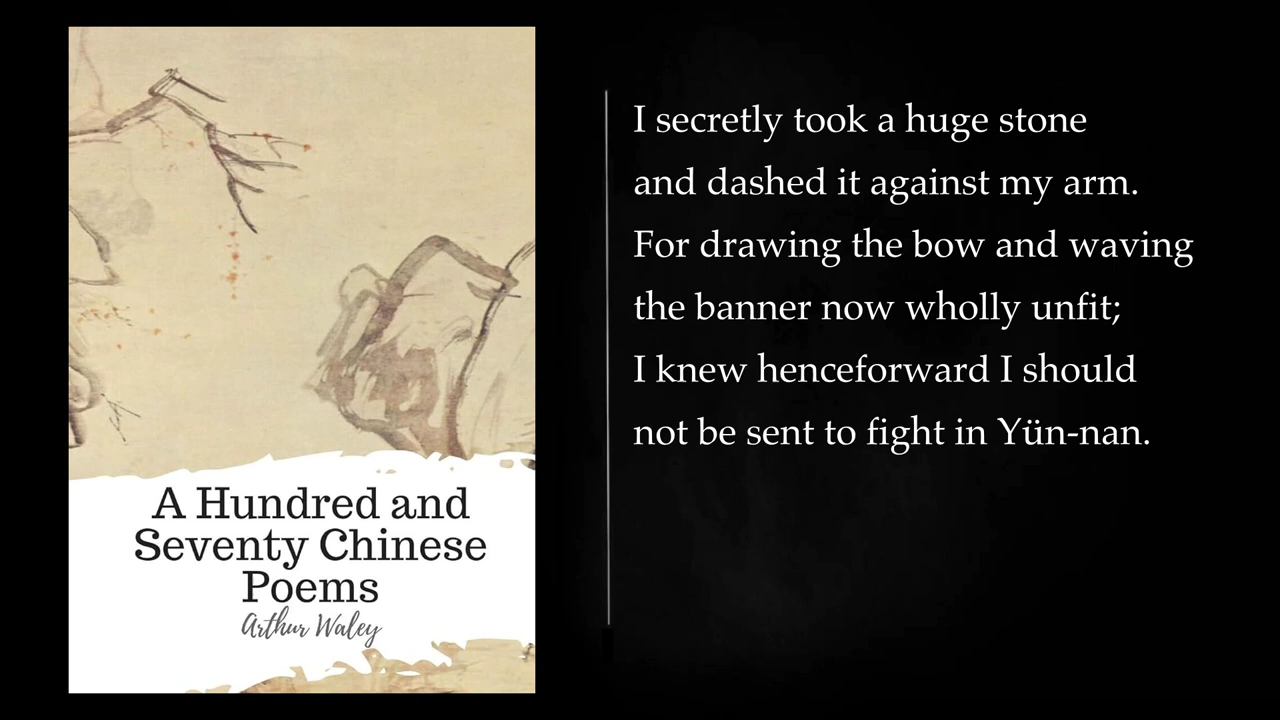 A Hundred and
Seventy Chinese
Poems
Arthur Waley
I secretly took a huge stone
and dashed it against my arm.
For drawing the bow and waving
the banner now wholly unfit;
I knew henceforward I should
not be sent to fight in Yün-nan.